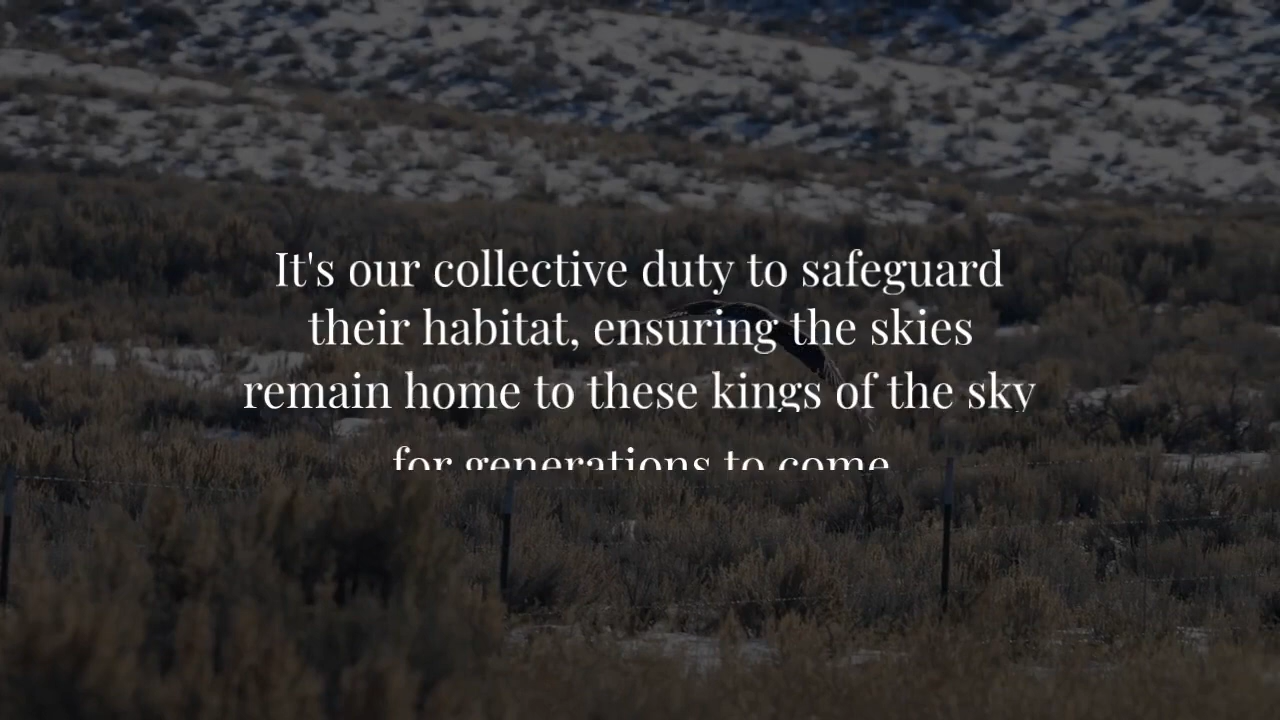 It's our collective duty to safeguard
their habitat, ensuring the skies
remain home to these kings of the sky
for generations to come